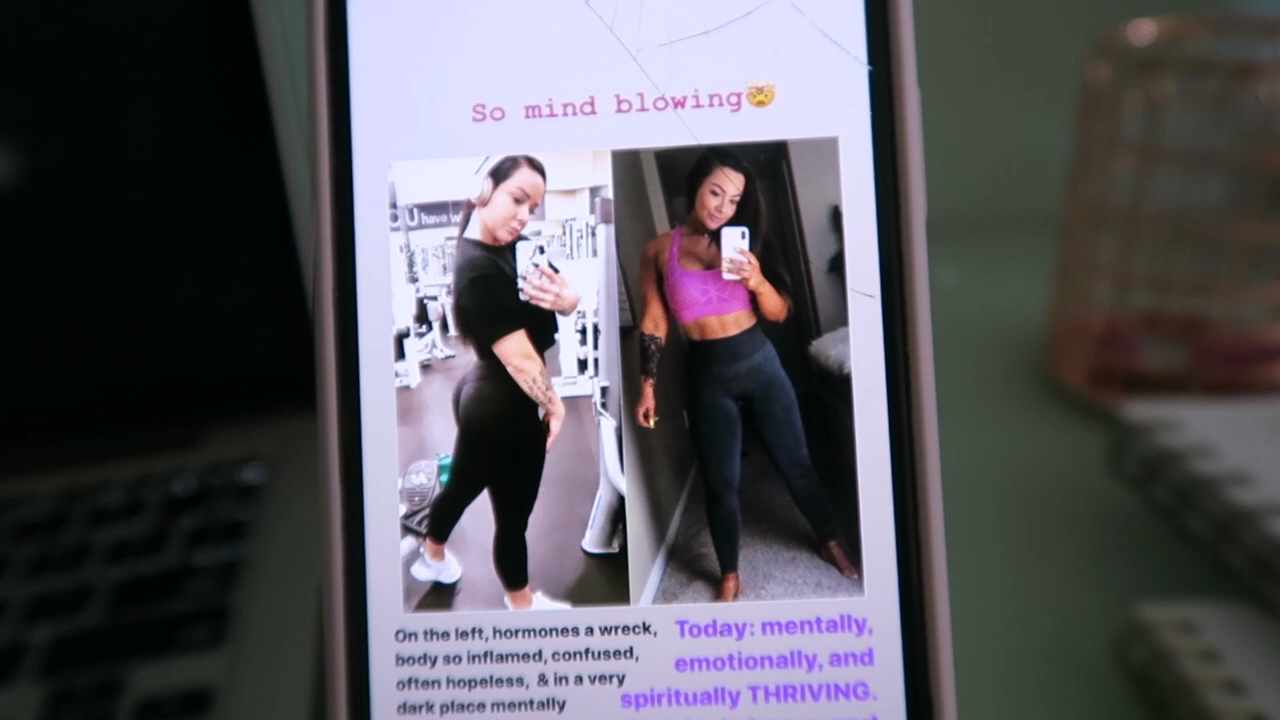 So mind blowing🤯
U have w
On the left, hormones a wreck,
body so inflamed, confused,
often hopeless, & in a very
dark place mentally
Today: mentally,
emotionally, and
spiritually THRIVING.